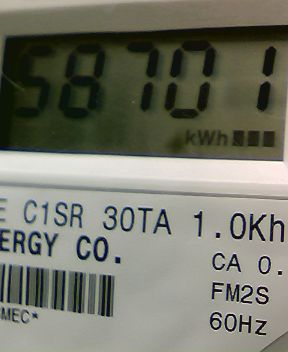 58701
kWh
E C1SR 30TA 1.0Kh
ERGY CO.
CA 0.
FM2S
MEC*
60Hz